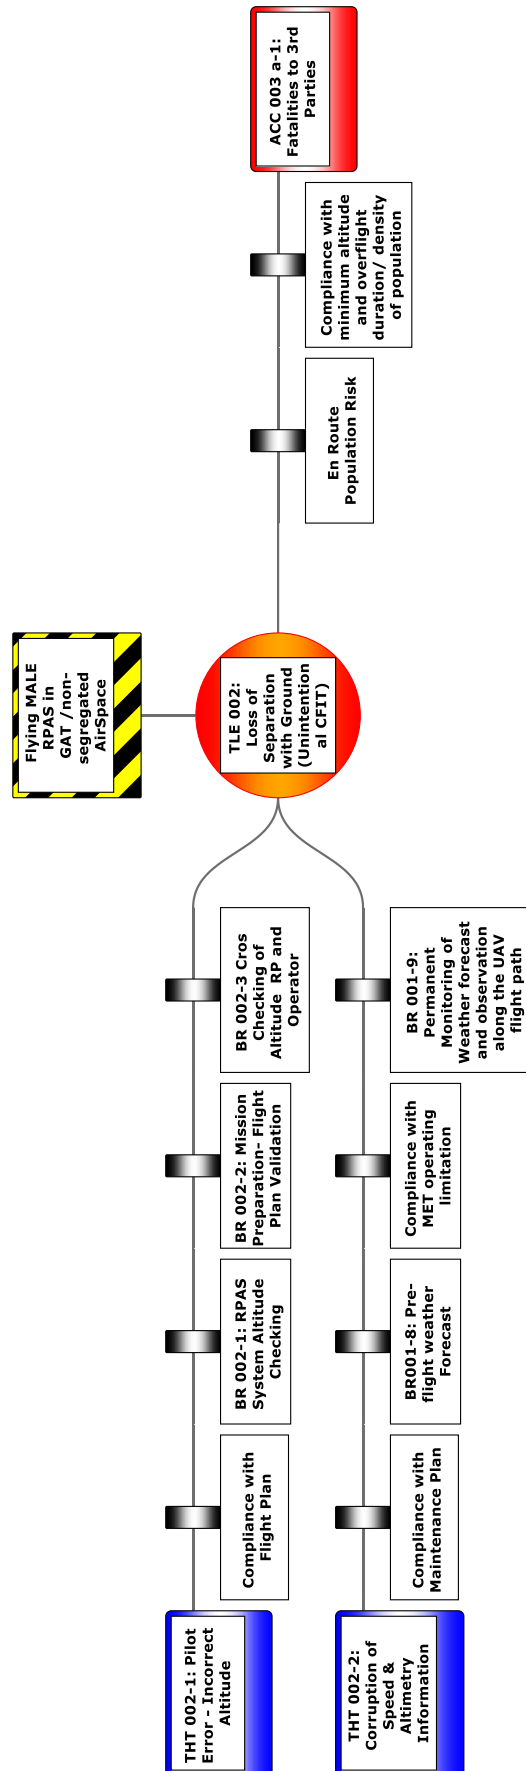 Flying MALE
RPAS in
GAT /non-
segregated
AirSpace
THT 002-1: Pilot
Error - Incorrect
Altitude
Compliance with
Flight Plan
BR 002-1: RPAS
System Altitude
Checking
BR 002-2: Mission
Preparation- Flight
Plan Validation
BR 002-3 Cros
Checking of
Altitude RP and
Operator
TLE 002:
Loss of
Separation
with Ground
(Unintention
al CFIT)
En Route
Population Risk
Compliance with
minimum altitude
and overflight
duration/ density
of population
ACC 003 a-1:
Fatalities to 3rd
Parties
THT 002-2:
Corruption of
Speed &
Altimetry
Information
Compliance with
Maintenance Plan
BR001-8: Pre-
flight weather
Forecast
Compliance with
MET operating
limitation
BR 001-9:
Permanent
Monitoring of
Weather forecast
and observation
along the UAV
flight path